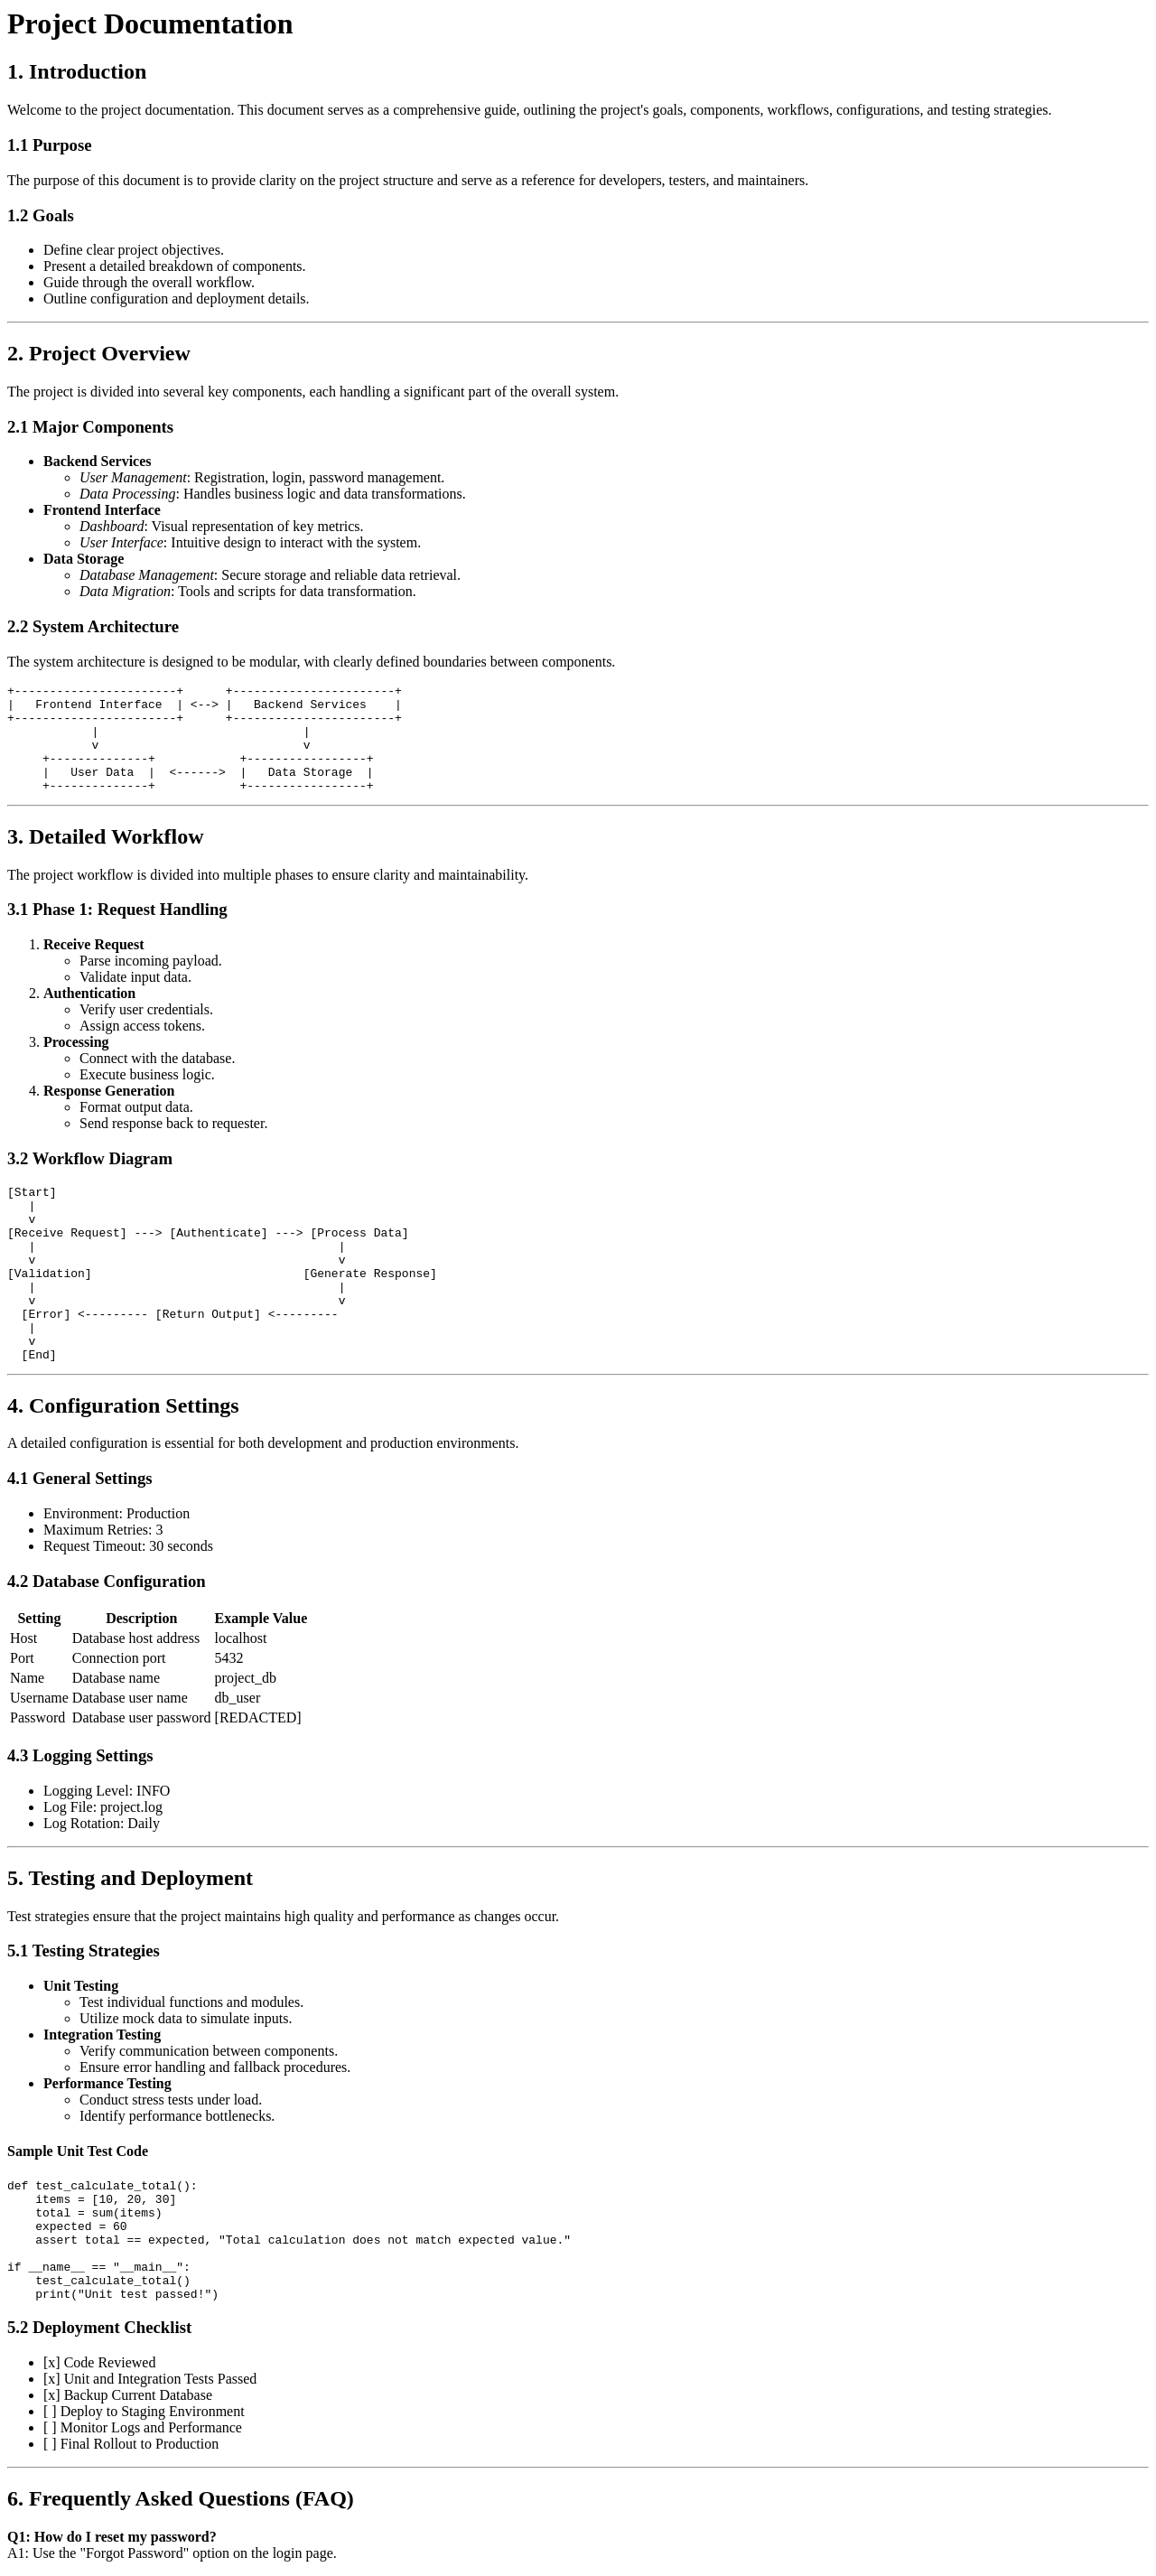 Project Documentation
1. Introduction
Welcome to the project documentation. This document serves as a comprehensive guide, outlining the project's goals, components, workflows, configurations, and testing strategies.
1.1 Purpose
The purpose of this document is to provide clarity on the project structure and serve as a reference for developers, testers, and maintainers.
1.2 Goals
• Define clear project objectives.
• Present a detailed breakdown of components.
• Guide through the overall workflow.
• Outline configuration and deployment details.
2. Project Overview
The project is divided into several key components, each handling a significant part of the overall system.
2.1 Major Components
• Backend Services
◦ User Management: Registration, login, password management.
◦ Data Processing: Handles business logic and data transformations.
• Frontend Interface
◦ Dashboard: Visual representation of key metrics.
◦ User Interface: Intuitive design to interact with the system.
• Data Storage
◦ Database Management: Secure storage and reliable data retrieval.
◦ Data Migration: Tools and scripts for data transformation.
2.2 System Architecture
The system architecture is designed to be modular, with clearly defined boundaries between components.
+-----------------------+      +-----------------------+
|   Frontend Interface  | <--> |   Backend Services    |
+-----------------------+      +-----------------------+
            |                             |
            v                             v
     +--------------+            +-----------------+
     |   User Data  |  <------>  |   Data Storage  |
     +--------------+            +-----------------+
3. Detailed Workflow
The project workflow is divided into multiple phases to ensure clarity and maintainability.
3.1 Phase 1: Request Handling
1. Receive Request
◦ Parse incoming payload.
◦ Validate input data.
2. Authentication
◦ Verify user credentials.
◦ Assign access tokens.
3. Processing
◦ Connect with the database.
◦ Execute business logic.
4. Response Generation
◦ Format output data.
◦ Send response back to requester.
3.2 Workflow Diagram
[Start]
   |
   v
[Receive Request] ---> [Authenticate] ---> [Process Data]
   |                                           |
   v                                           v
[Validation]                              [Generate Response]
   |                                           |
   v                                           v
  [Error] <--------- [Return Output] <---------
   |
   v
  [End]
4. Configuration Settings
A detailed configuration is essential for both development and production environments.
4.1 General Settings
• Environment: Production
• Maximum Retries: 3
• Request Timeout: 30 seconds
4.2 Database Configuration
Setting Description Example Value
Host Database host address localhost
Port Connection port 5432
Name Database name project_db
Username Database user name db_user
Password Database user password [REDACTED]
4.3 Logging Settings
• Logging Level: INFO
• Log File: project.log
• Log Rotation: Daily
5. Testing and Deployment
Test strategies ensure that the project maintains high quality and performance as changes occur.
5.1 Testing Strategies
• Unit Testing
◦ Test individual functions and modules.
◦ Utilize mock data to simulate inputs.
• Integration Testing
◦ Verify communication between components.
◦ Ensure error handling and fallback procedures.
• Performance Testing
◦ Conduct stress tests under load.
◦ Identify performance bottlenecks.
Sample Unit Test Code
def test_calculate_total():
    items = [10, 20, 30]
    total = sum(items)
    expected = 60
    assert total == expected, "Total calculation does not match expected value."
if __name__ == "__main__":
    test_calculate_total()
    print("Unit test passed!")
5.2 Deployment Checklist
• [x] Code Reviewed
• [x] Unit and Integration Tests Passed
• [x] Backup Current Database
• [ ] Deploy to Staging Environment
• [ ] Monitor Logs and Performance
• [ ] Final Rollout to Production
6. Frequently Asked Questions (FAQ)
Q1: How do I reset my password?
A1: Use the "Forgot Password" option on the login page.